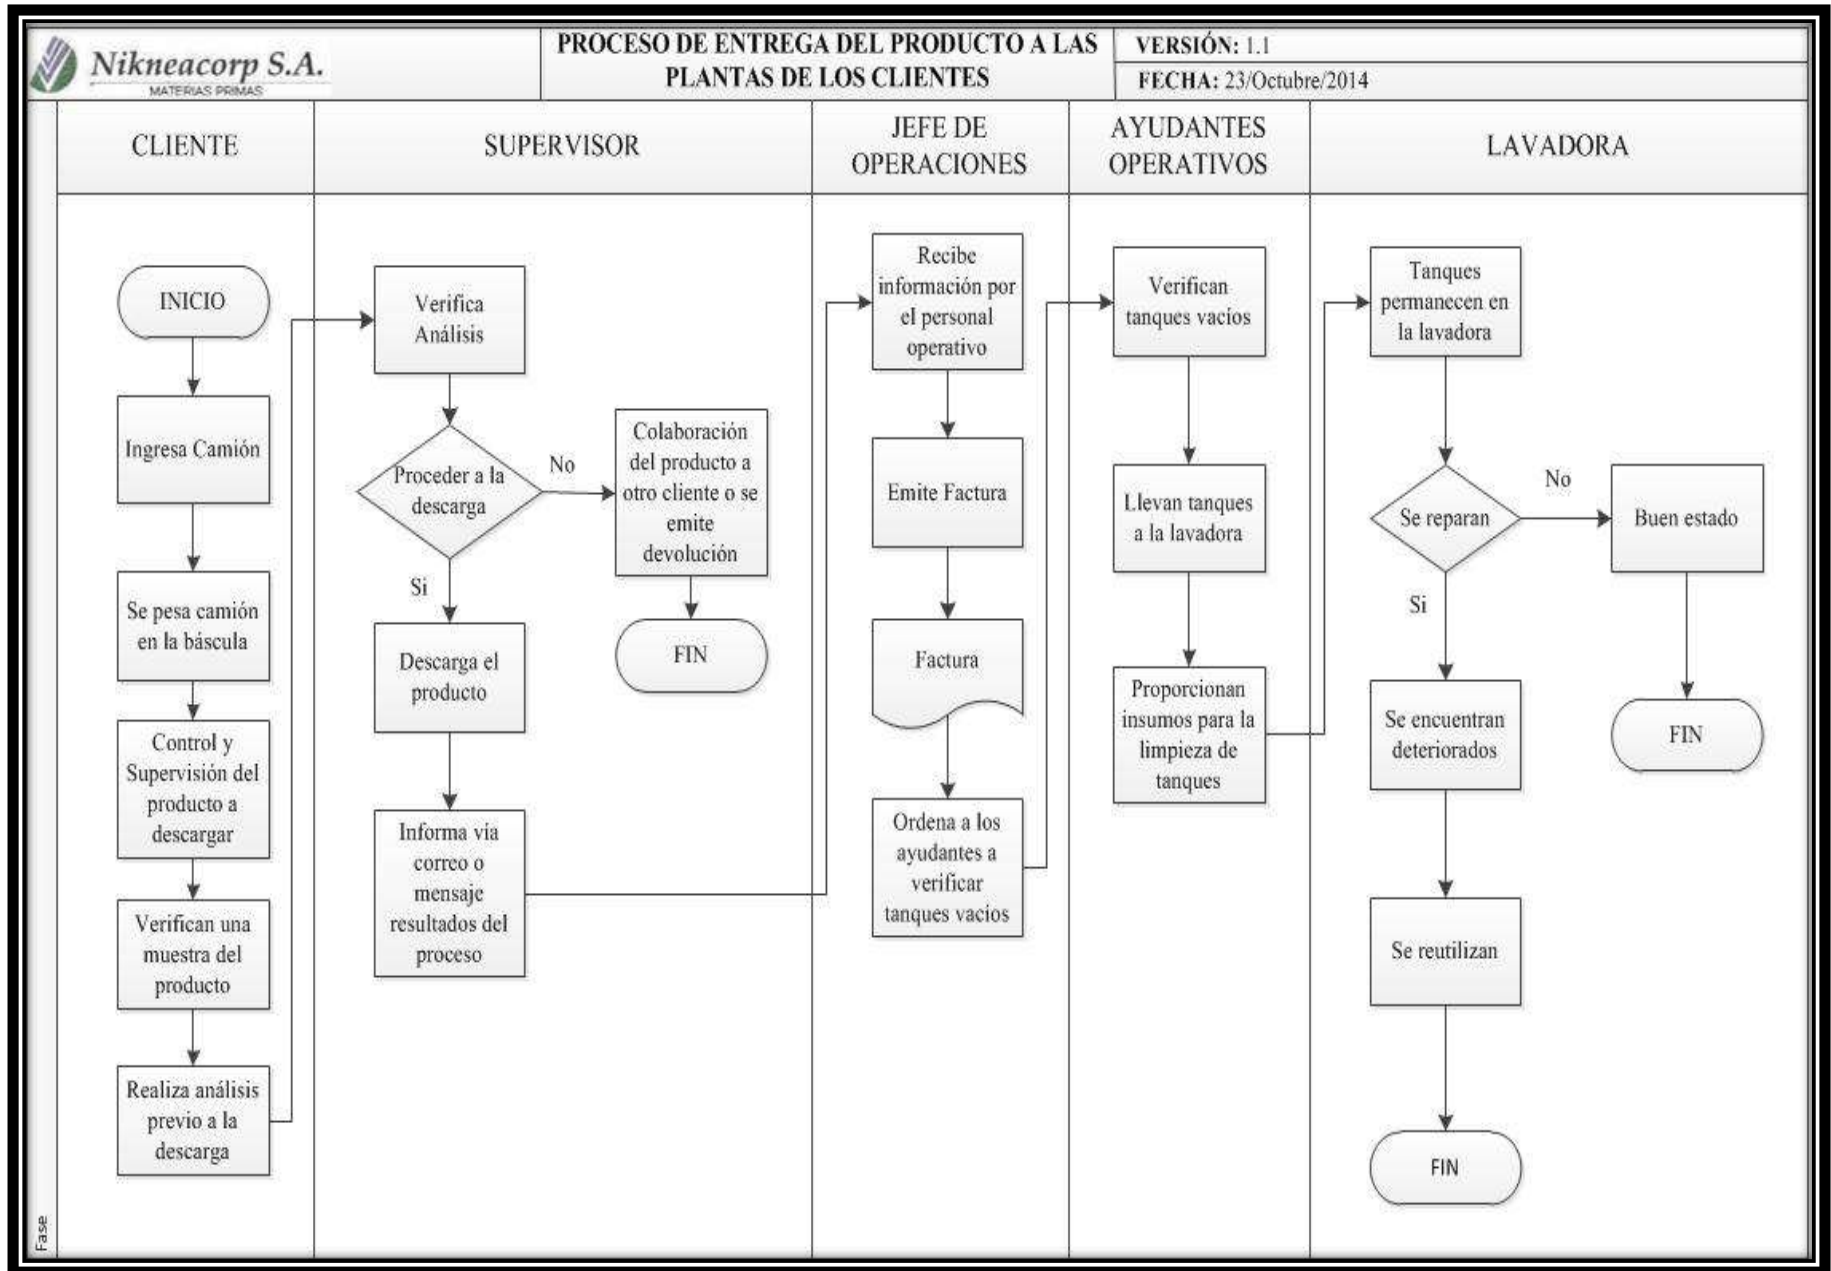 Nikneacorp S.A.
MATERIAS PRIMAS
PROCESO DE ENTREGA DEL PRODUCTO A LAS
PLANTAS DE LOS CLIENTES
VERSIÓN: 1.1
FECHA: 23/Octubre/2014
CLIENTE
SUPERVISOR
JEFE DE
OPERACIONES
AYUDANTES
OPERATIVOS
LAVADORA
INICIO
Ingresa Camión
Se pesa camión
en la báscula
Control y
Supervisión del
producto a
descargar
Verifican una
muestra del
producto
Realiza análisis
previo a la
descarga
Verifica
Análisis
Proceder a la
descarga
No
Colaboración
del producto a
otro cliente o se
emite
devolución
FIN
Si
Descarga el
producto
Informa vía
correo o
mensaje
resultados del
proceso
Recibe
información por
el personal
operativo
Emite Factura
Factura
Ordena a los
ayudantes a
verificar
tanques vacios
Verifican
tanques vacios
Llevan tanques
a la lavadora
Proporcionan
insumos para la
limpieza de
tanques
Tanques
permanecen en
la lavadora
Se reparan
No
Buen estado
FIN
Si
Se encuentran
deteriorados
Se reutilizan
FIN
Fase